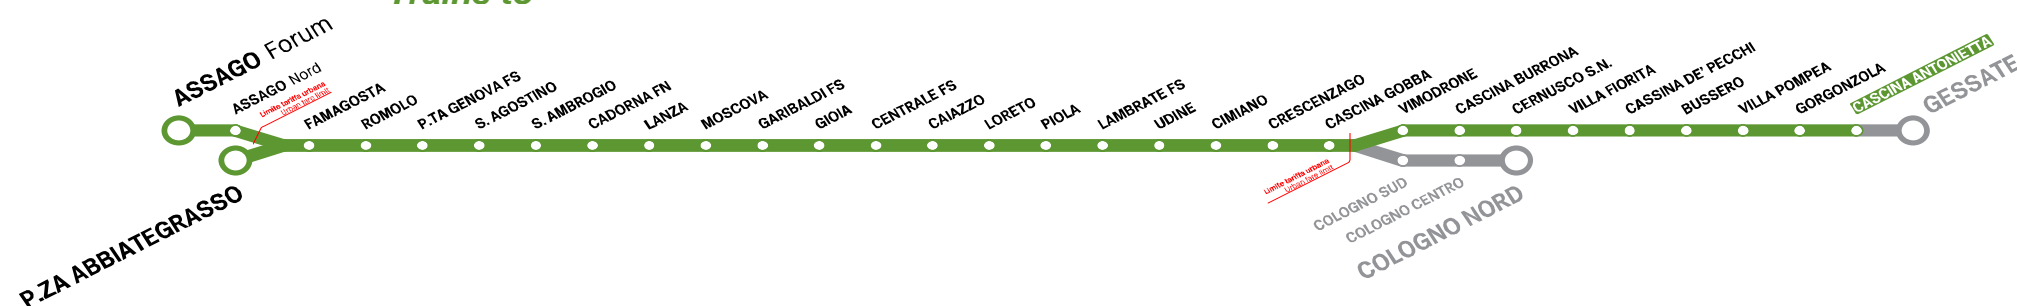 Trains to
ASSAGO Forum
ASSAGO Nord
Limite tariffa urbana
Urban fare limit
FAMAGOSTA
ROMOLO
P.TA GENOVA FS
S. AGOSTINO
S. AMBROGIO
CADORNA FN
LANZA
MOSCOVA
GARIBALDI FS
GIOIA
CENTRALE FS
CAIAZZO
LORETO
PIOLA
LAMBRATE FS
UDINE
CIMIANO
CRESCENZAGO
CASCINA GOBBA
VIMODRONE
CASCINA BURRONA
CERNUSCO S.N.
VILLA FIORITA
CASSINA DE' PECCHI
BUSSERO
VILLA POMPEA
GORGONZOLA
CASCINA ANTONIETTA
GESSATE
P.ZA ABBIATEGRASSO
Limite tariffa urbana
Urban fare limit
COLOGNO SUD
COLOGNO CENTRO
COLOGNO NORD